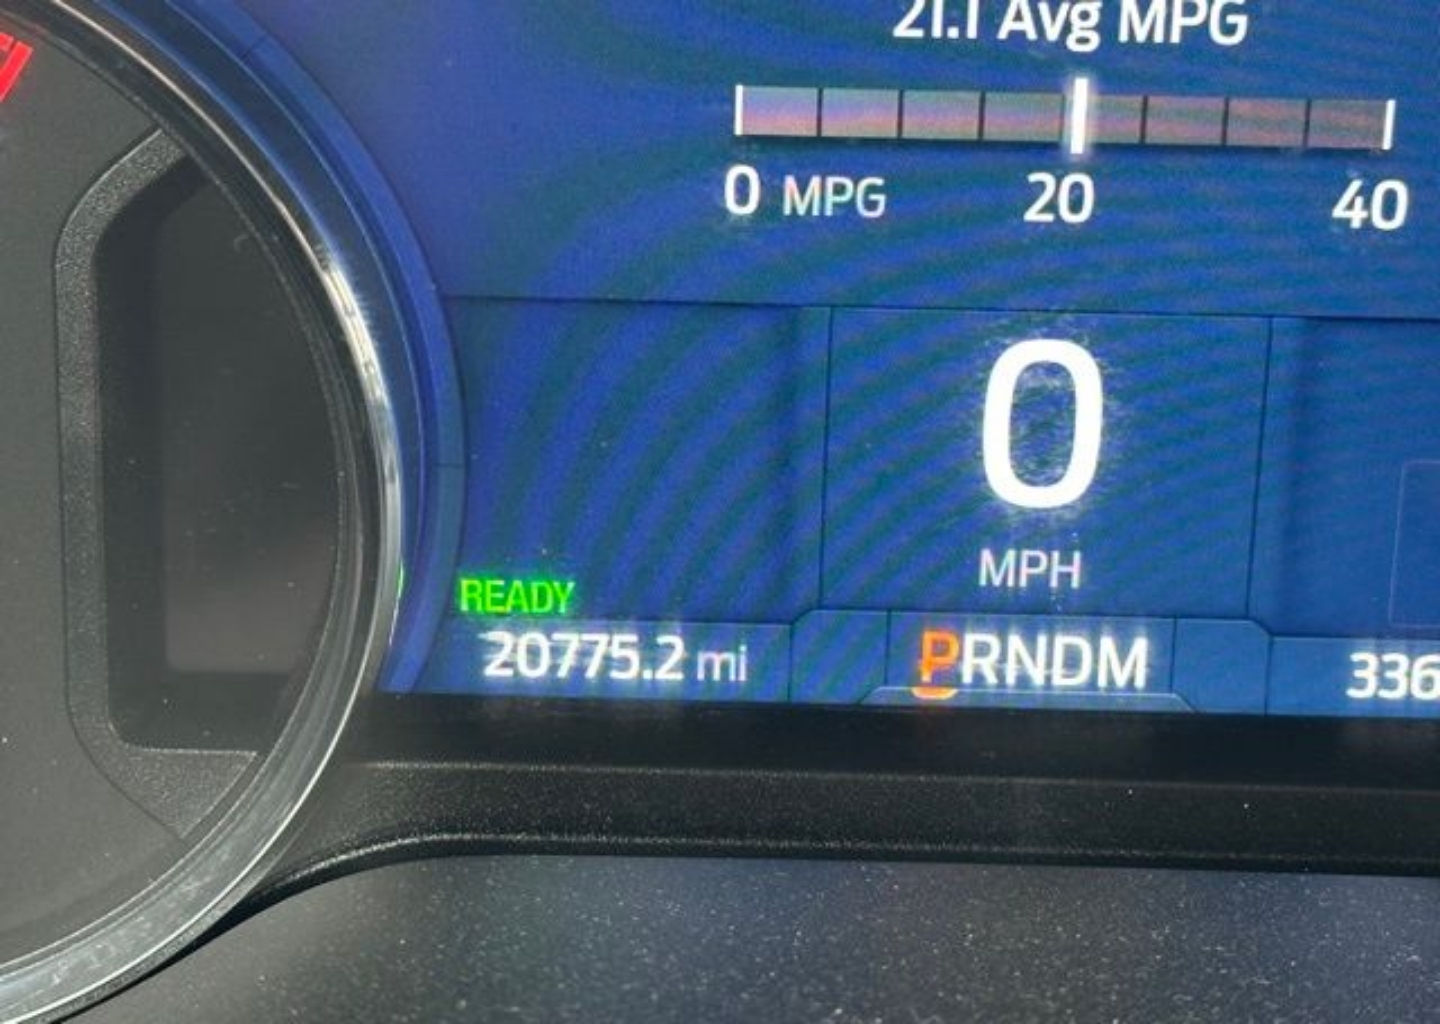 21.1 Avg MPG
0 MPG 20 40
0
MPH
READY
20775.2 mi
PRNDM
336